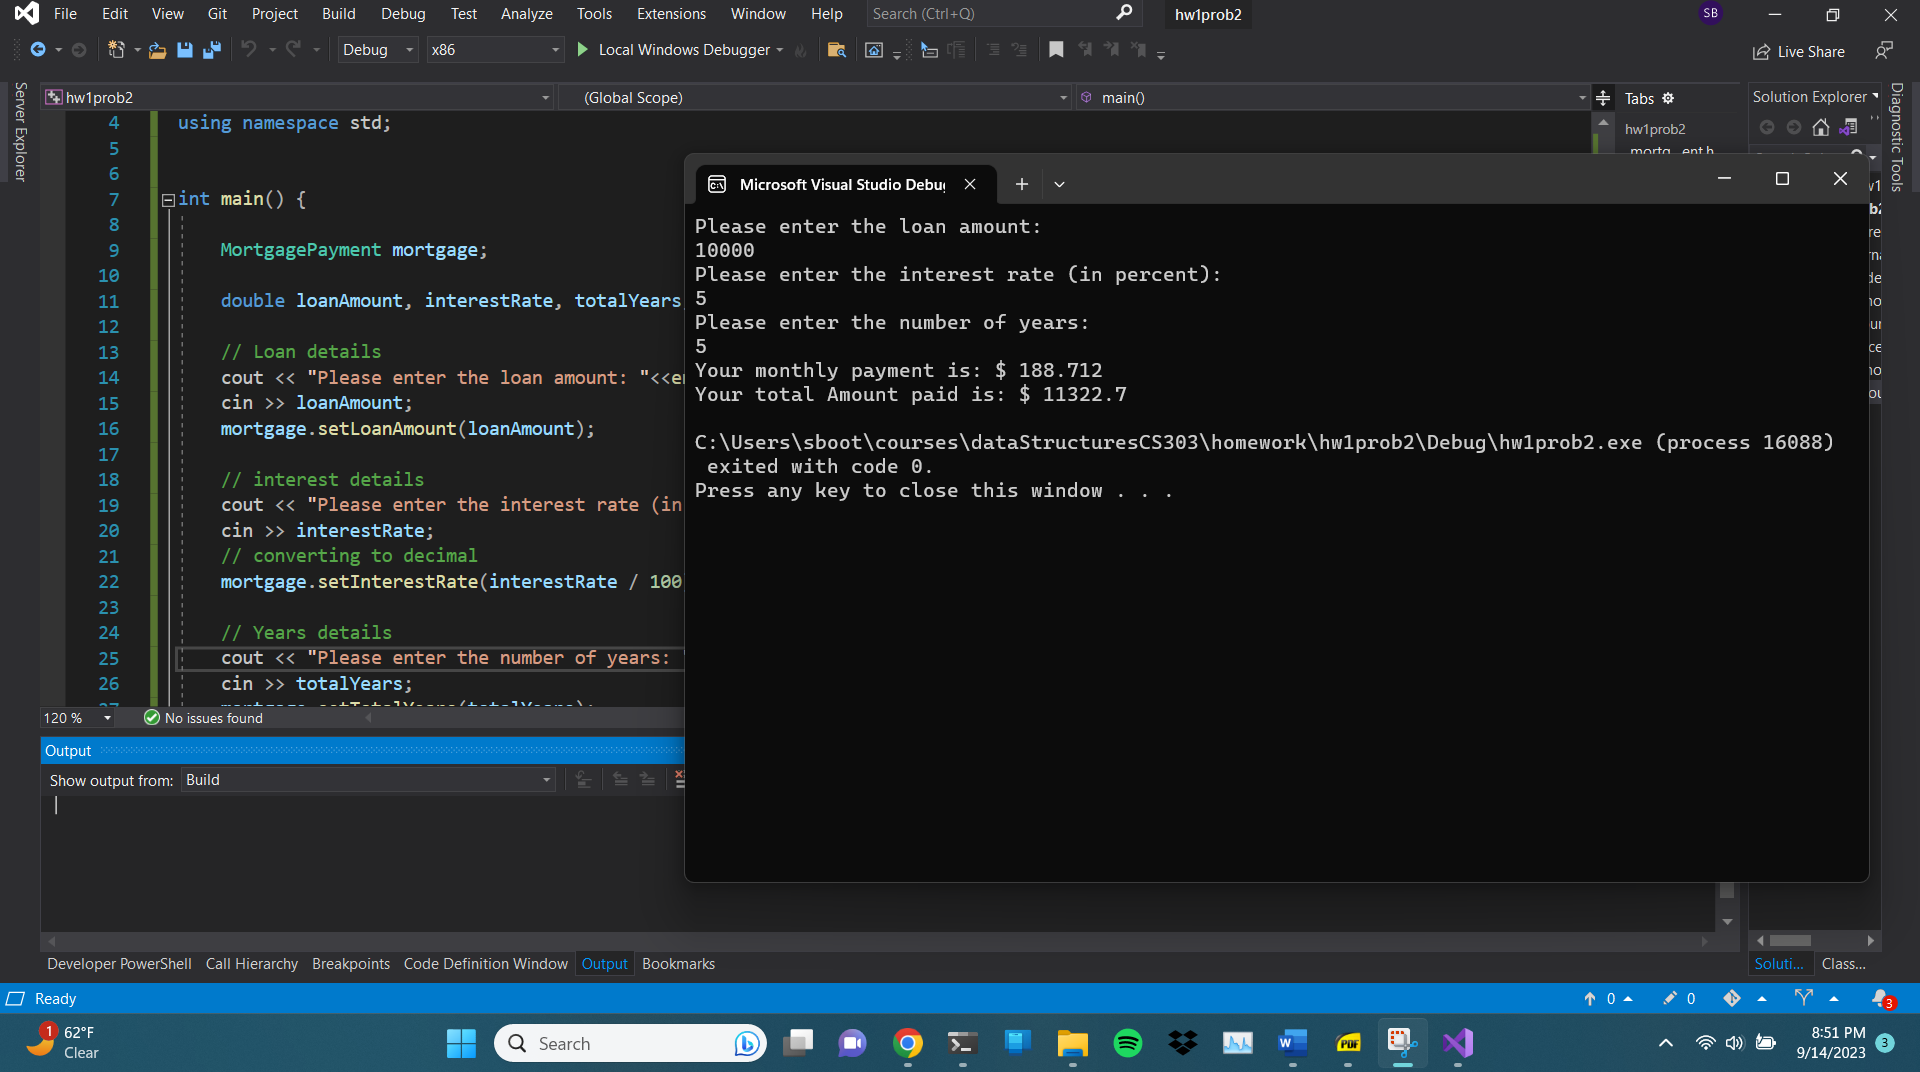 File Edit View Git Project Build Debug Test Analyze Tools Extensions Window Help Search (Ctrl+Q) hw1prob2 SB
Debug x86 Local Windows Debugger Live Share
Server Explorer
hw1prob2 (Global Scope) main()
Tabs
hw1prob2
Solution Explorer
Diagnostic Tools
4 using namespace std;
5
6
7 int main() {
8
9 MortgagePayment mortgage;
10
11 double loanAmount, interestRate, totalYears
12
13 // Loan details
14 cout << "Please enter the loan amount: "<<en
15 cin >> loanAmount;
16 mortgage.setLoanAmount(loanAmount);
17
18 // interest details
19 cout << "Please enter the interest rate (in
20 cin >> interestRate;
21 // converting to decimal
22 mortgage.setInterestRate(interestRate / 100
23
24 // Years details
25 cout << "Please enter the number of years:
26 cin >> totalYears;
120 % No issues found
Microsoft Visual Studio Debu
Please enter the loan amount:
10000
Please enter the interest rate (in percent):
5
Please enter the number of years:
5
Your monthly payment is: $ 188.712
Your total Amount paid is: $ 11322.7
C:\Users\sboot\courses\dataStructuresCS303\homework\hw1prob2\Debug\hw1prob2.exe (process 16088)
exited with code 0.
Press any key to close this window . . .
Output
Show output from: Build
Developer PowerShell Call Hierarchy Breakpoints Code Definition Window Output Bookmarks
Soluti... Class...
Ready 0 0 3
1 62°F
Clear
Search
W PDF
8:51 PM
9/14/2023 3